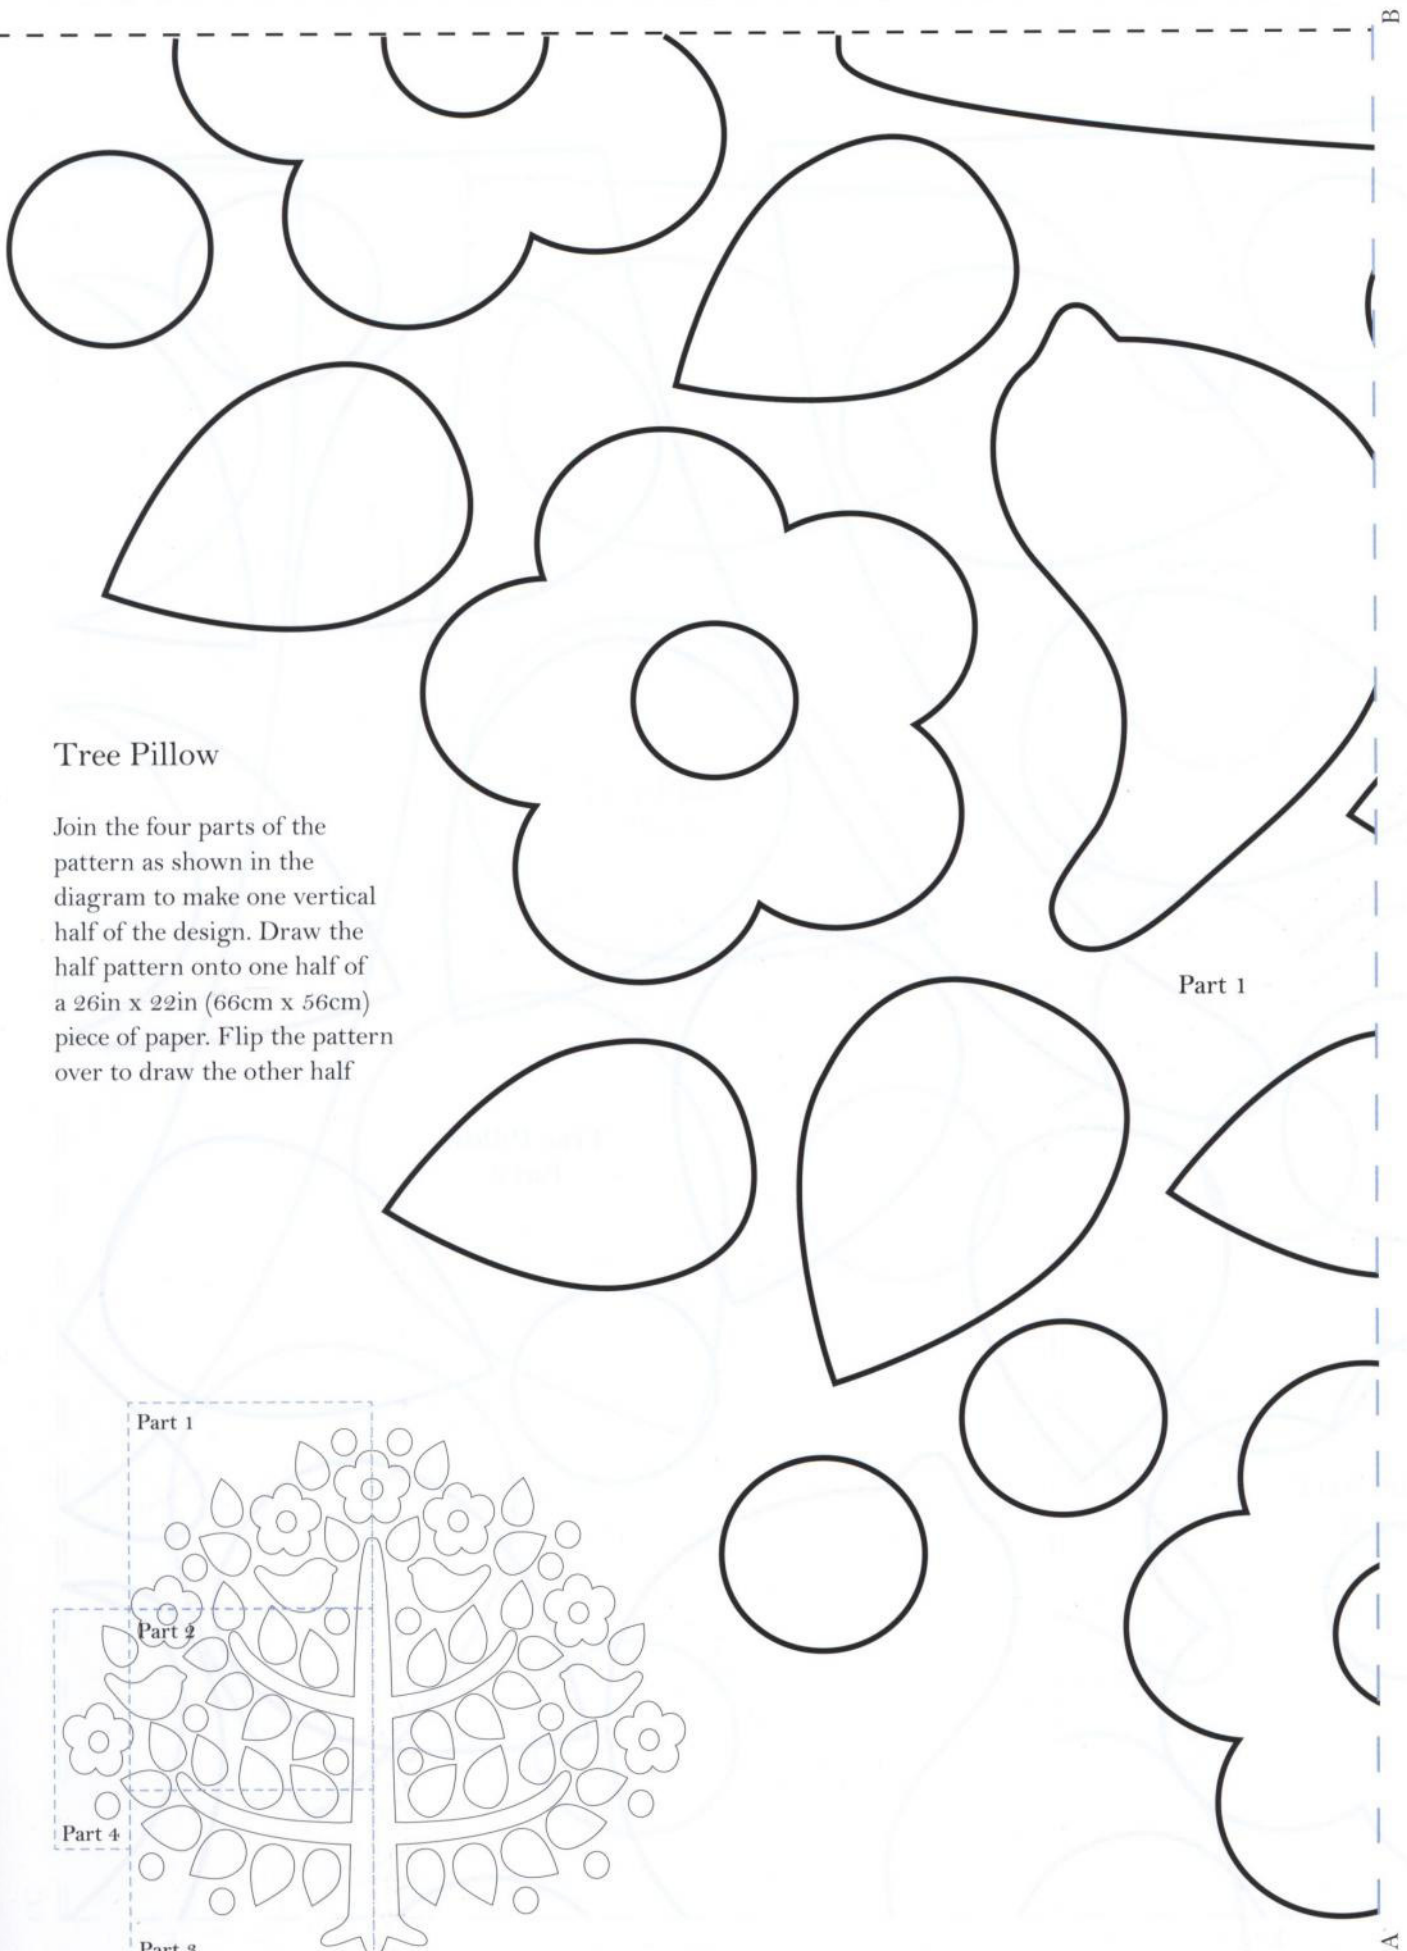 B
Tree Pillow
Join the four parts of the
pattern as shown in the
diagram to make one vertical
half of the design. Draw the
half pattern onto one half of
a 26in x 22in (66cm x 56cm)
piece of paper. Flip the pattern
over to draw the other half
Part 1
Part 1
Part 2
Part 4
Part 3
A